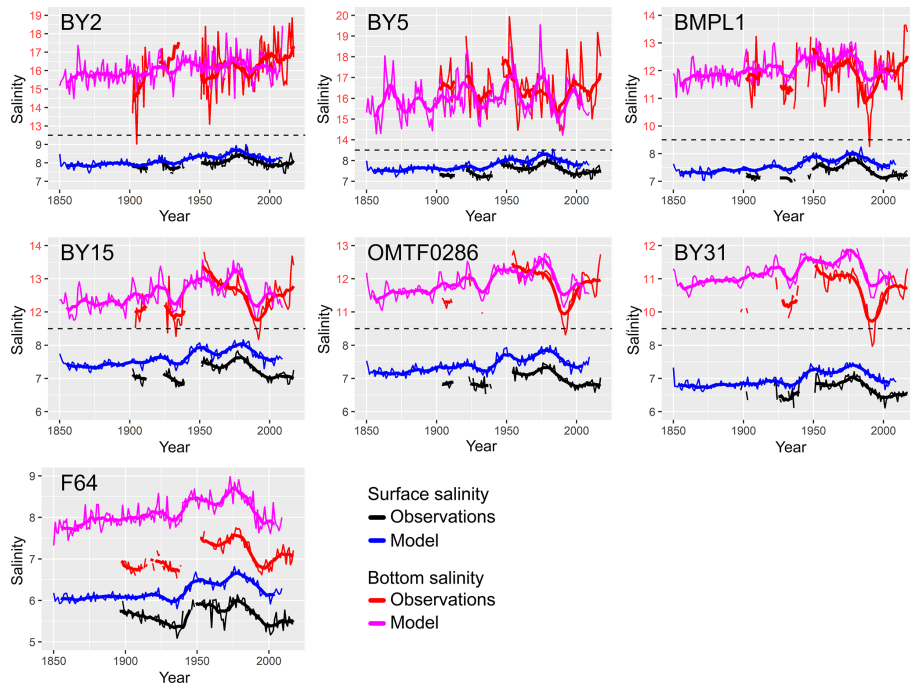 BY2
Salinity
19
18
17
16
15
14
13
9
8
7
1850 1900 1950 2000
Year
BY5
Salinity
20
19
18
17
16
15
14
8
7
1850 1900 1950 2000
Year
BMPL1
Salinity
14
13
12
11
10
8
7
1850 1900 1950 2000
Year
BY15
Salinity
14
13
12
8
7
6
1850 1900 1950 2000
Year
OMTF0286
Salinity
13
12
11
8
7
6
1850 1900 1950 2000
Year
BY31
Salinity
12
11
10
9
8
7
6
1850 1900 1950 2000
Year
F64
Salinity
9
8
7
6
5
1850 1900 1950 2000
Year
Surface salinity
Observations
Model
Bottom salinity
Observations
Model